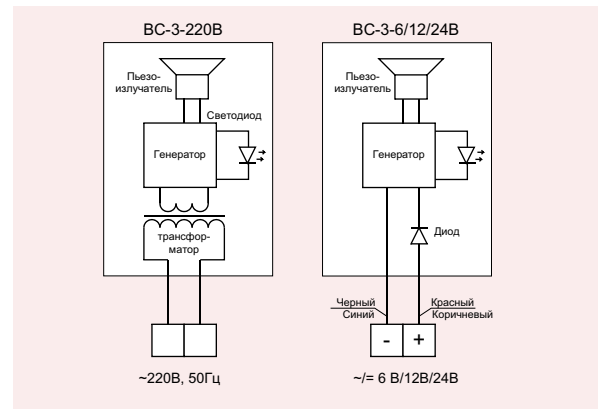 ВС-3-220В
Пьезо-
излучатель
Светодиод
Генератор
трансфор-
матор
~220В, 50Гц
ВС-3-6/12/24В
Пьезо-
излучатель
Генератор
Диод
Черный
Синий
Красный
Коричневый
- +
~/= 6 В/12В/24В